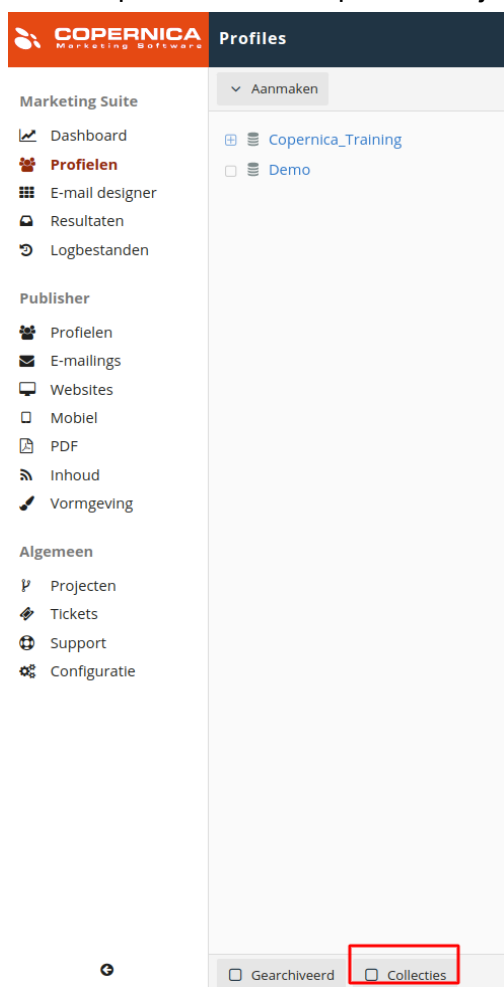 COPERNICA
Marketing Software
Profiles
Marketing Suite
Dashboard
Profielen
E-mail designer
Resultaten
Logbestanden
Publisher
Profielen
E-mailings
Websites
Mobiel
PDF
Inhoud
Vormgeving
Algemeen
Projecten
Tickets
Support
Configuratie
Aanmaken
Copernica_Training
Demo
Gearchiveerd
Collecties